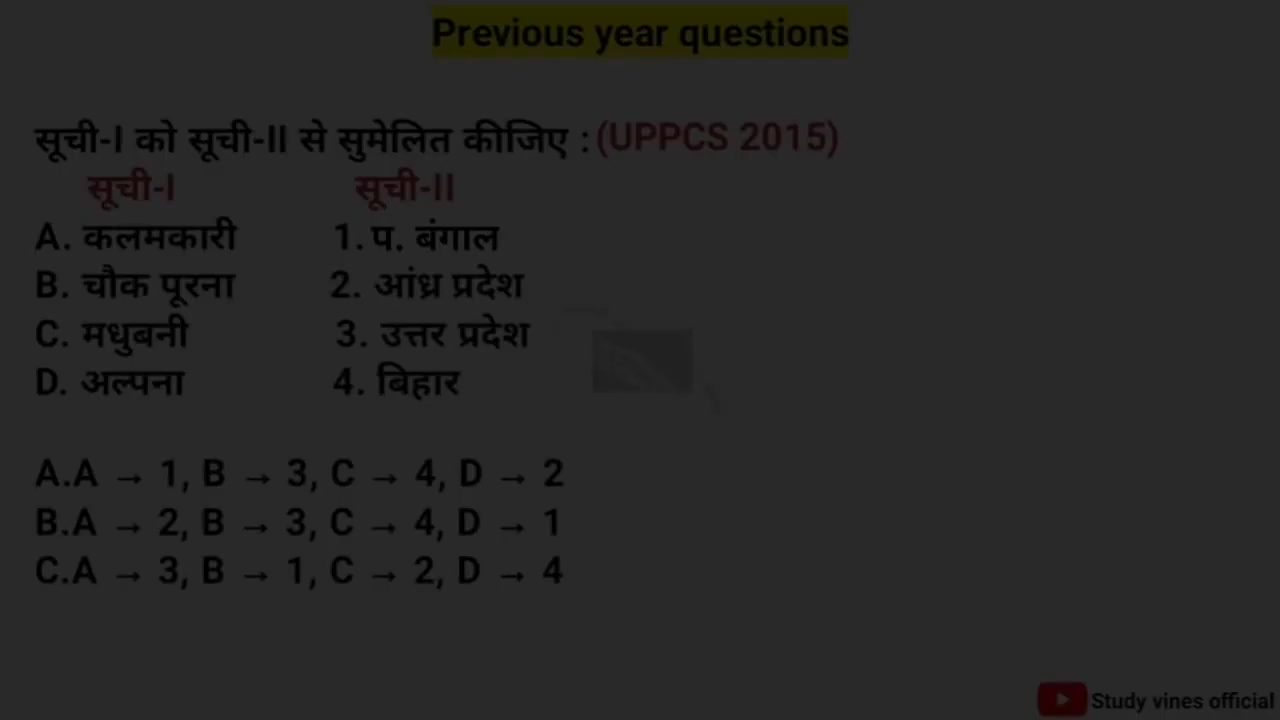 Previous year questions
सूची-I को सूची-II से सुमेलित कीजिए : (UPPCS 2015)
सूची-I सूची-II
A. कलमकारी 1. प. बंगाल
B. चौक पूरना 2. आंध्र प्रदेश
C. मधुबनी 3. उत्तर प्रदेश
D. अल्पना 4. बिहार
A.A → 1, B → 3, C → 4, D → 2
B.A → 2, B → 3, C → 4, D → 1
C.A → 3, B → 1, C → 2, D → 4
Study vines official